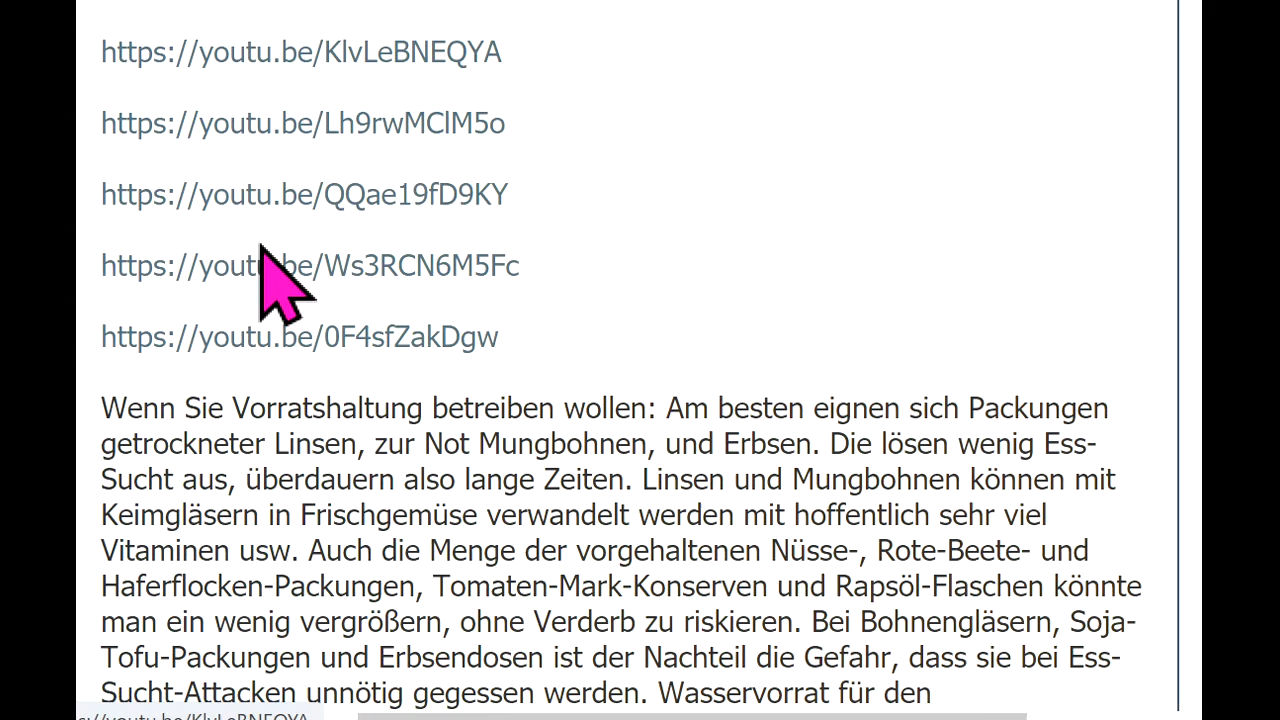 https://youtu.be/KlvLeBNEQYA
https://youtu.be/Lh9rwMClM5o
https://youtu.be/QQae19fD9KY
https://youtu.be/Ws3RCN6M5Fc
https://youtu.be/0F4sfZakDgw
Wenn Sie Vorratshaltung betreiben wollen: Am besten eignen sich Packungen
getrockneter Linsen, zur Not Mungbohnen, und Erbsen. Die lösen wenig Ess-
Sucht aus, überdauern also lange Zeiten. Linsen und Mungbohnen können mit
Keimgläsern in Frischgemüse verwandelt werden mit hoffentlich sehr viel
Vitaminen usw. Auch die Menge der vorgehaltenen Nüsse-, Rote-Beete- und
Haferflocken-Packungen, Tomaten-Mark-Konserven und Rapsöl-Flaschen könnte
man ein wenig vergrößern, ohne Verderb zu riskieren. Bei Bohnengläsern, Soja-
Tofu-Packungen und Erbsendosen ist der Nachteil die Gefahr, dass sie bei Ess-
Sucht-Attacken unnötig gegessen werden. Wasservorrat für den
s://youtu.be/KlvLeBNEQYA